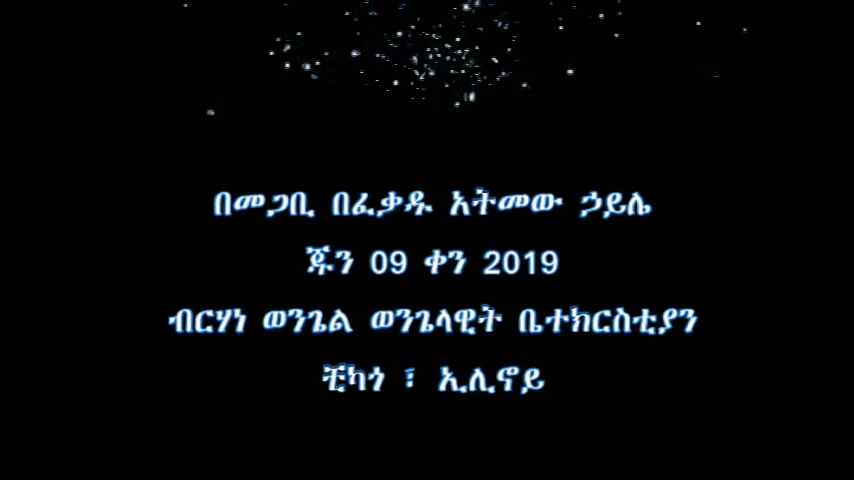 በመጋቢ በፈቃዱ አትመው ኃይሌ
ጁን 09 ቀን 2019
ብርሃነ ወንጌል ወንጌላዊት ቤተክርስቲያን
ቺካጎ ፣ ኢሊኖይ